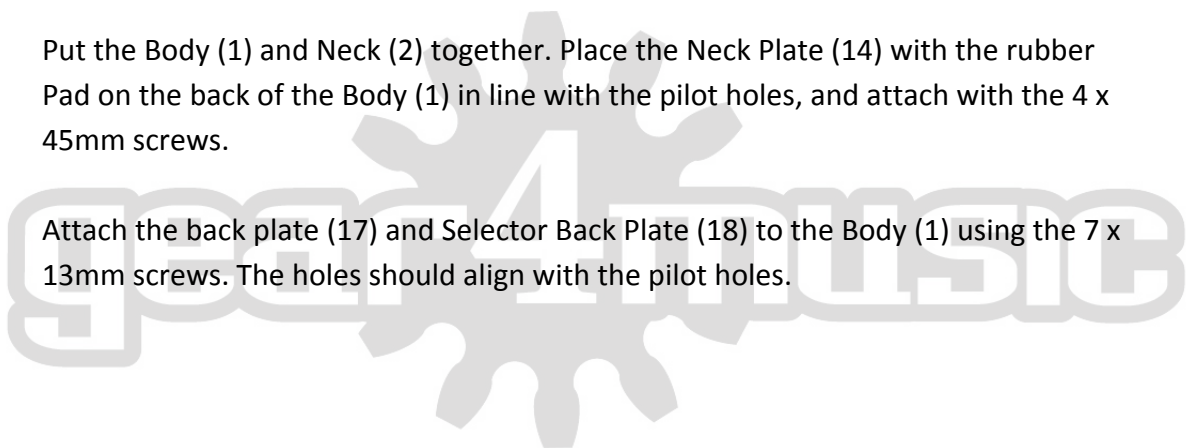 Put the Body (1) and Neck (2) together. Place the Neck Plate (14) with the rubber
Pad on the back of the Body (1) in line with the pilot holes, and attach with the 4 x
45mm screws.
Attach the back plate (17) and Selector Back Plate (18) to the Body (1) using the 7 x
13mm screws. The holes should align with the pilot holes.
gear4music